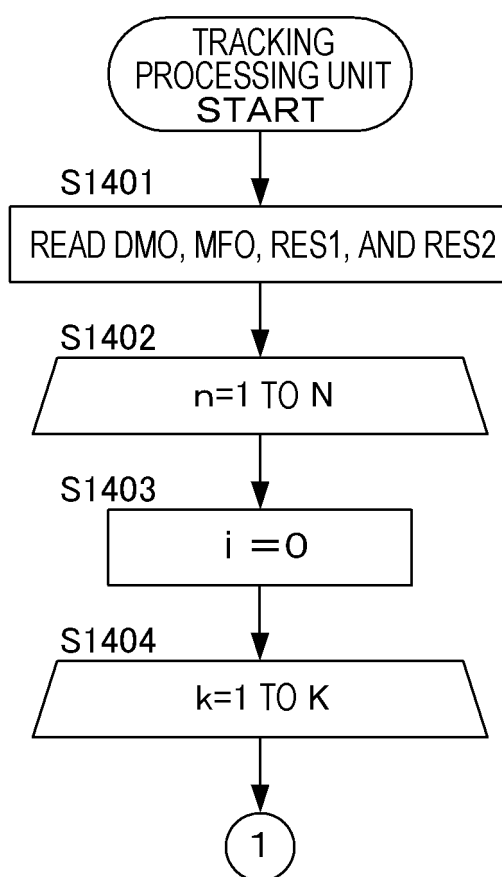 TRACKING
PROCESSING UNIT
START
S1401
READ DMO, MFO, RES1, AND RES2
S1402
n=1 TO N
S1403
i=0
S1404
k=1 TO K
1